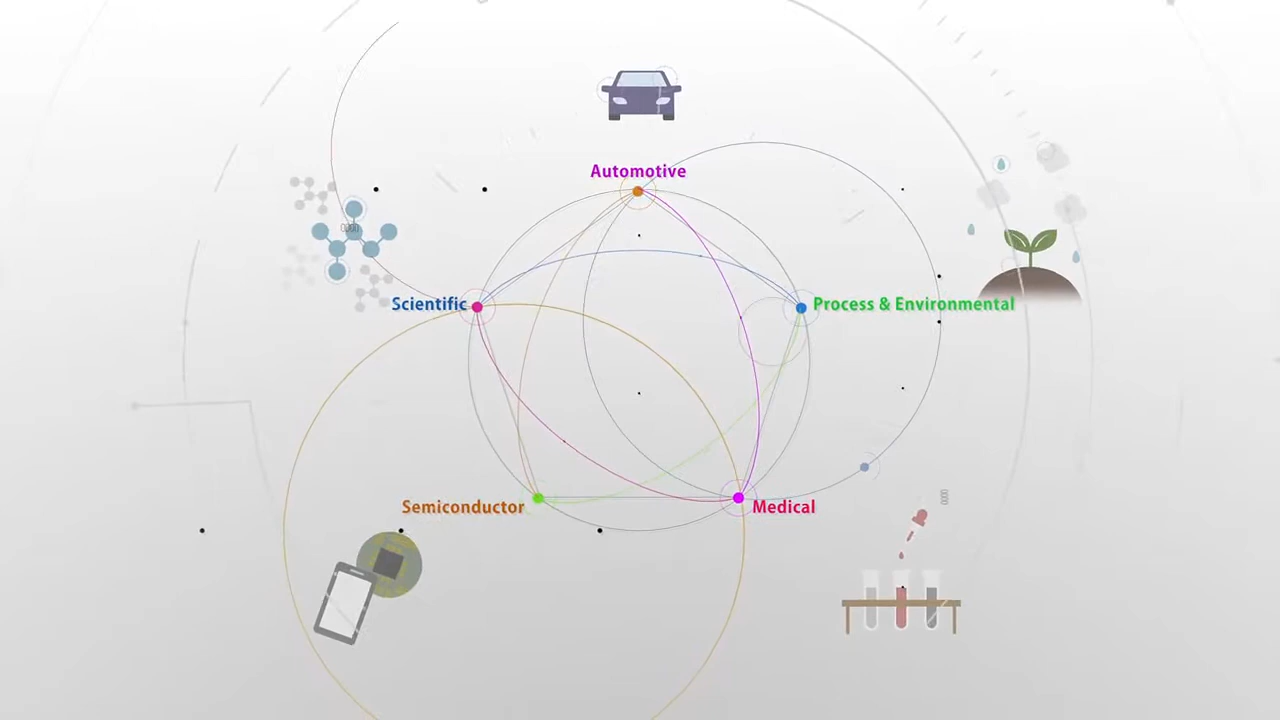 Automotive
Scientific
Process & Environmental
Semiconductor
Medical